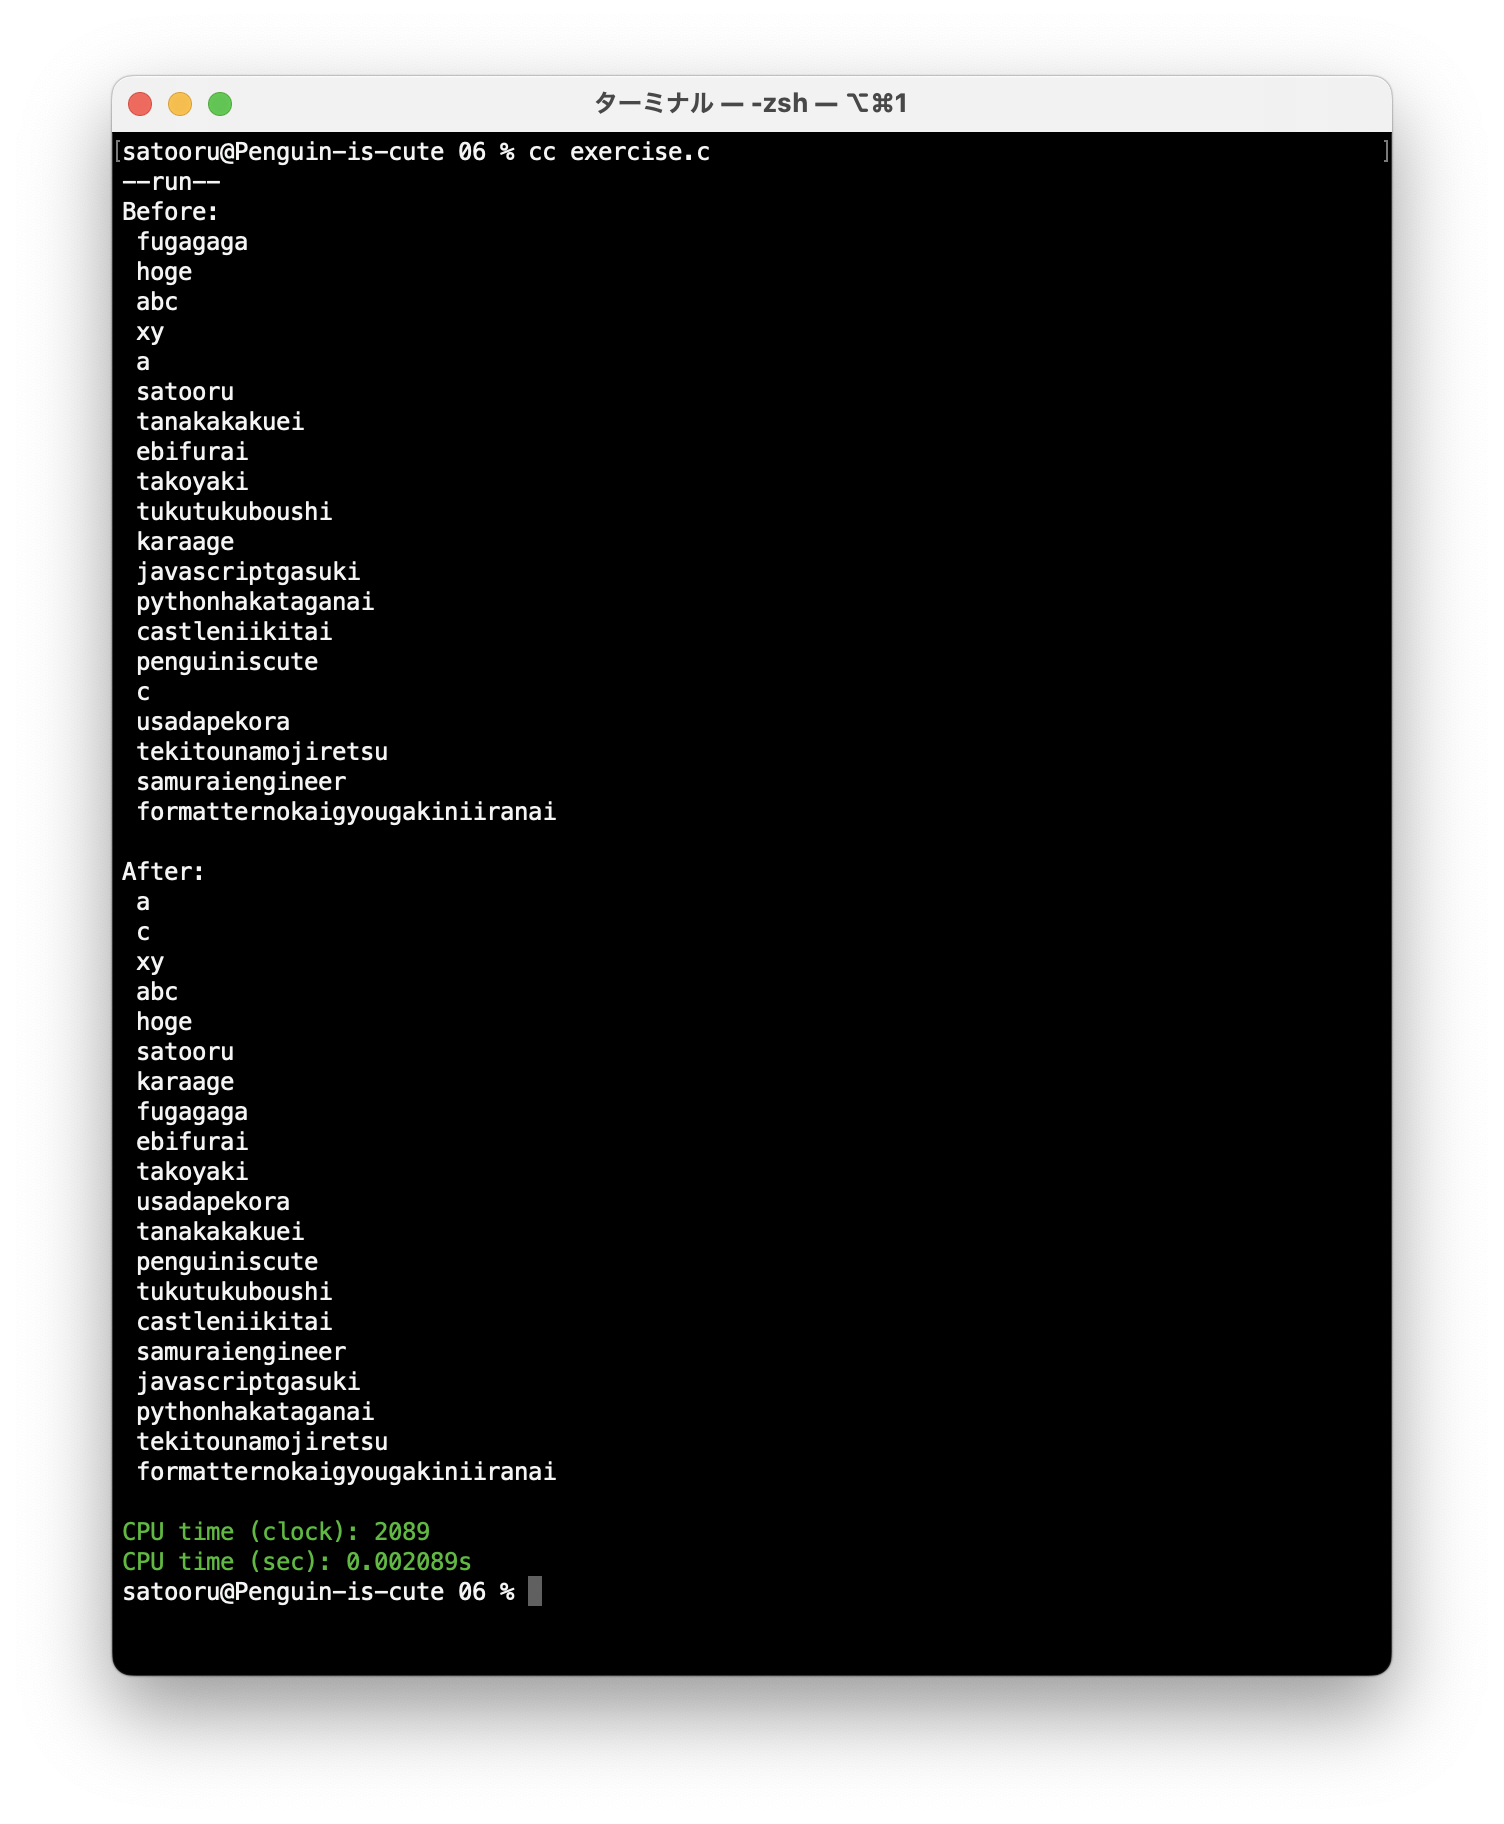 ターミナル — -zsh — ⌥⌘1
satooru@Penguin-is-cute 06 % cc exercise.c
--run--
Before:
fugagaga
hoge
abc
xy
a
satooru
tanakakakuei
ebifurai
takoyaki
tukutukuboushi
karaage
javascriptgasuki
pythonhakataganai
castleniikitai
penguiniscute
c
usadapekora
tekitounamojiretsu
samuraiengineer
formatternokaigyougakiniiranai
After:
a
c
xy
abc
hoge
satooru
karaage
fugagaga
ebifurai
takoyaki
usadapekora
tanakakakuei
penguiniscute
tukutukuboushi
castleniikitai
samuraiengineer
javascriptgasuki
pythonhakataganai
tekitounamojiretsu
formatternokaigyougakiniiranai
CPU time (clock): 2089
CPU time (sec): 0.002089s
satooru@Penguin-is-cute 06 %